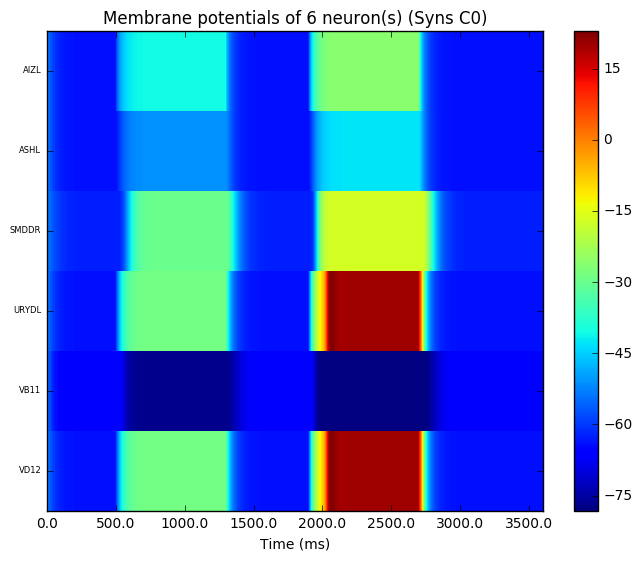 Membrane potentials of 6 neuron(s) (Syns C0)
AIZL
ASHL
SMDDR
URYDL
VB11
VD12
0.0 500.0 1000.0 1500.0 2000.0 2500.0 3000.0 3500.0
Time (ms)
15
0
−15
−30
−45
−60
−75